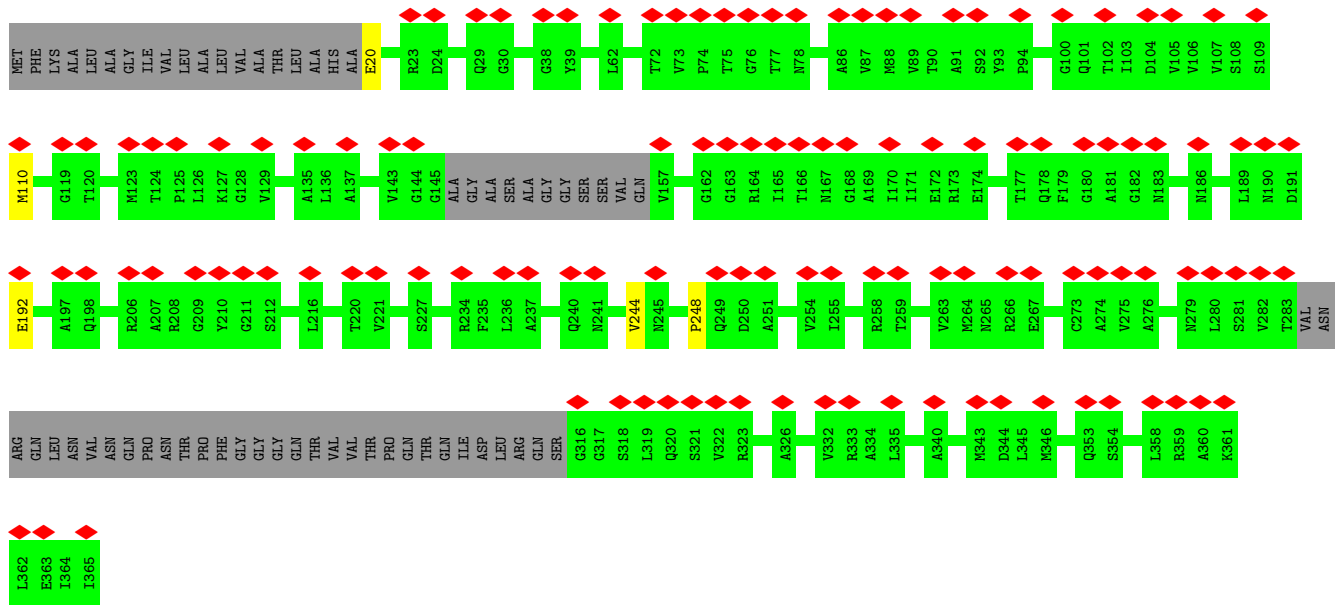 MET PHE LYS ALA LEU LEU ALA ALA GLY ILE VAL LEU ALA LEU VAL ALA THR LEU ALA HIS ALA E20 R23 D24 Q29 G30 G38 Y39 L62 T72 V73 P74 T75 G76 T77 N78 A86 V87 M88 V89 T90 A91 S92 Y93 P94 G100 Q101 T102 I103 D104 V105 V106 V107 S108 S109
M110 G119 T120 M123 T124 P125 L126 K127 G128 V129 A135 L136 A137 V143 G144 G145 ALA GLY ALA SER ALA GLY GLY SER SER VAL GLN V157 G162 G163 R164 I165 T166 N167 G168 A169 I170 I171 E172 R173 E174 T177 Q178 F179 G180 A181 G182 N183 N186 L189 N190 D191
E192 A197 Q198 R206 A207 R208 G209 Y210 G211 S212 L216 T220 V221 S227 R234 F235 L236 A237 Q240 N241 V244 N245 P248 Q249 D250 A251 V254 I255 R258 T259 V263 M264 N265 R266 E267 C273 A274 V275 A276 N279 L280 S281 V282 T283 VAL ASN
ARG GLN LEU ASN VAL ASN GLN PRO ASN THR PRO PHE GLY GLY GLY GLN THR VAL VAL THR PRO GLN THR GLN ILE ASP LEU ARG GLN SER G316 G317 S318 L319 Q320 S321 V322 R323 A326 V332 R333 A334 L335 A340 M343 D344 L345 M346 Q353 S354 L358 R359 A360 K361
L362 E363 I364 I365